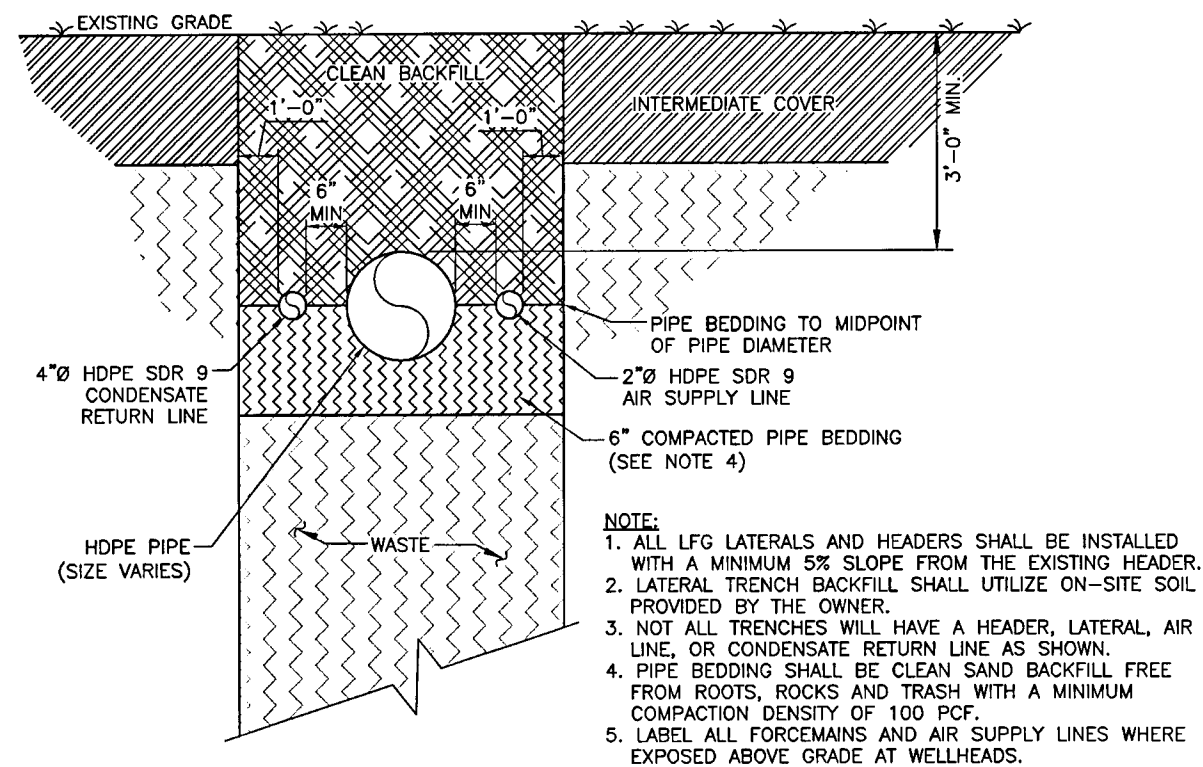 EXISTING GRADE
CLEAN BACKFILL
1'-0"
1'-0"
INTERMEDIATE COVER
3'-0" MIN.
6"
MIN
6"
MIN
PIPE BEDDING TO MIDPOINT
OF PIPE DIAMETER
4"Ø HDPE SDR 9
CONDENSATE
RETURN LINE
2"Ø HDPE SDR 9
AIR SUPPLY LINE
6" COMPACTED PIPE BEDDING
(SEE NOTE 4)
HDPE PIPE
(SIZE VARIES)
WASTE
NOTE:
1. ALL LFG LATERALS AND HEADERS SHALL BE INSTALLED
WITH A MINIMUM 5% SLOPE FROM THE EXISTING HEADER.
2. LATERAL TRENCH BACKFILL SHALL UTILIZE ON-SITE SOIL
PROVIDED BY THE OWNER.
3. NOT ALL TRENCHES WILL HAVE A HEADER, LATERAL, AIR
LINE, OR CONDENSATE RETURN LINE AS SHOWN.
4. PIPE BEDDING SHALL BE CLEAN SAND BACKFILL FREE
FROM ROOTS, ROCKS AND TRASH WITH A MINIMUM
COMPACTION DENSITY OF 100 PCF.
5. LABEL ALL FORCEMAINS AND AIR SUPPLY LINES WHERE
EXPOSED ABOVE GRADE AT WELLHEADS.